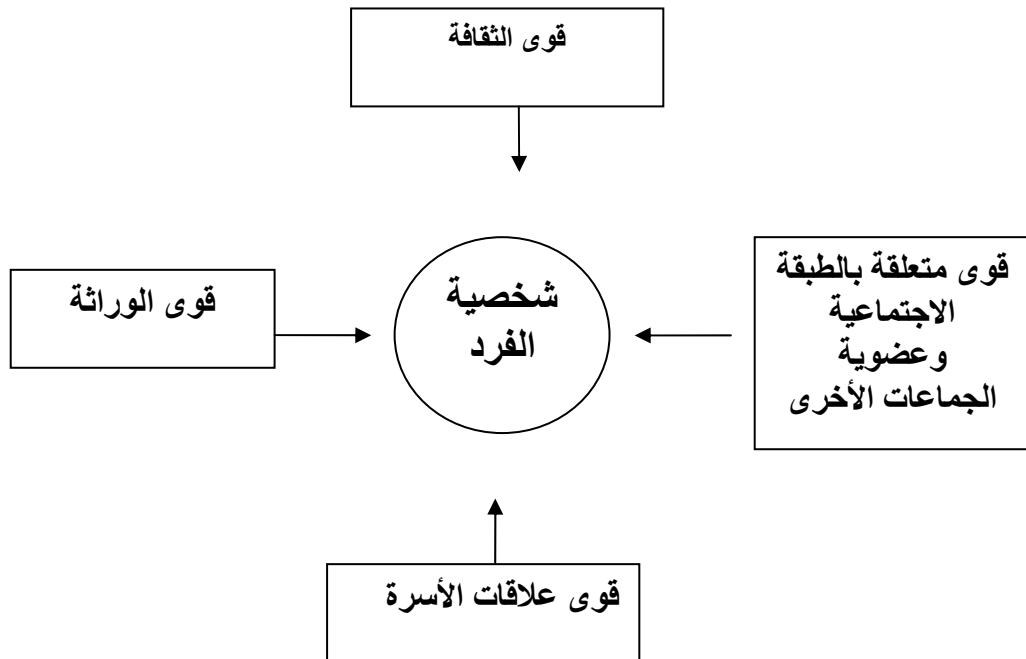 قوى الثقافة
قوى متعلقة بالطبقة
الاجتماعية
وعضوية
الجماعات الأخرى
شخصية
الفرد
قوى الوراثة
قوى علاقات الأسرة